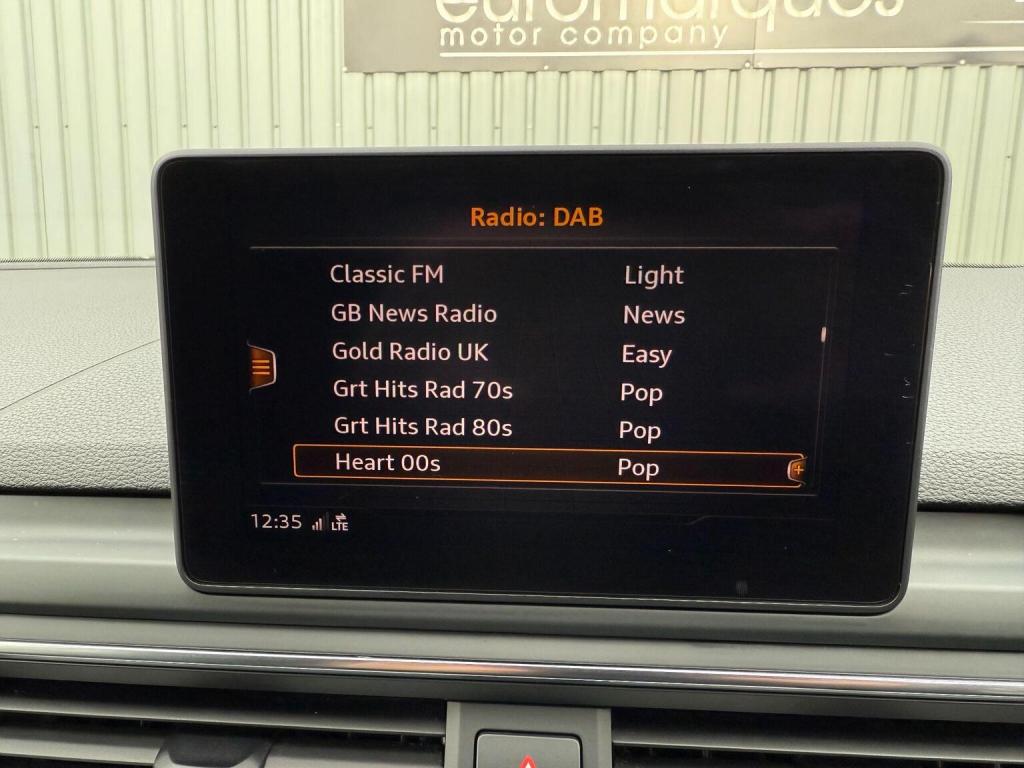 euromarques
motor company
Radio: DAB
Classic FM Light
GB News Radio News
Gold Radio UK Easy
Grt Hits Rad 70s Pop
Grt Hits Rad 80s Pop
Heart 00s Pop
12:35 LTE